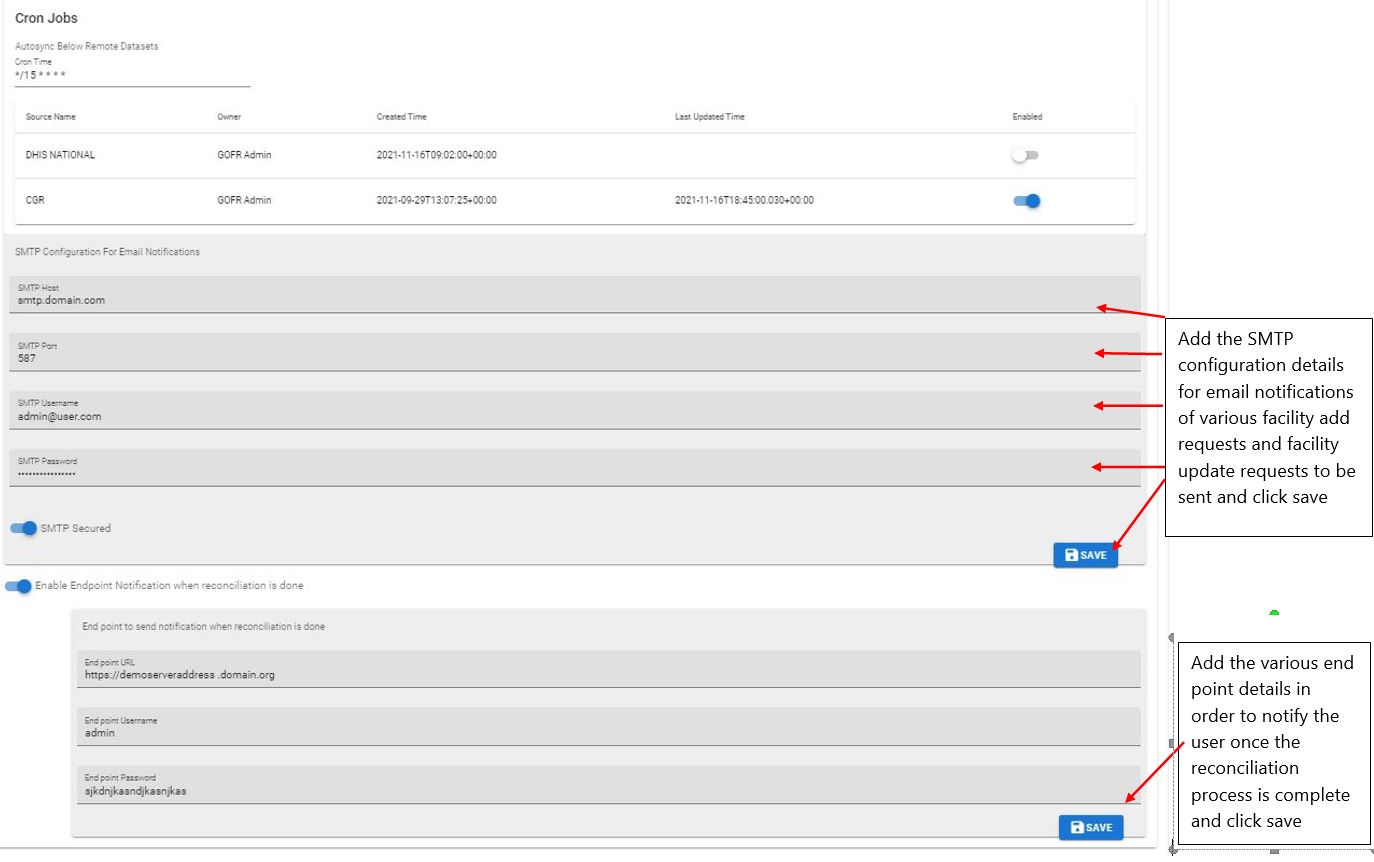 Cron Jobs
Autosync Below Remote Datasets
Cron Time
*/15 * * * *
Source Name Owner Created Time Last Updated Time Enabled
DHIS NATIONAL GOFR Admin 2021-11-16T09:02:00+00:00
CGR GOFR Admin 2021-09-29T13:07:25+00:00 2021-11-16T18:45:00.030+00:00
SMTP Configuration For Email Notifications
SMTP Host
smtp.domain.com
SMTP Port
587
SMTP Username
admin@user.com
SMTP Password
••••••••••••••••
SMTP Secured
SAVE
Add the SMTP
configuration details
for email notifications
of various facility add
requests and facility
update requests to be
sent and click save
Enable Endpoint Notification when reconciliation is done
End point to send notification when reconciliation is done
End point URL
https://demoserveraddress .domain.org
End point Username
admin
End point Password
sjkdnjkasndjkasnjkas
SAVE
Add the various end
point details in
order to notify the
user once the
reconciliation
process is complete
and click save